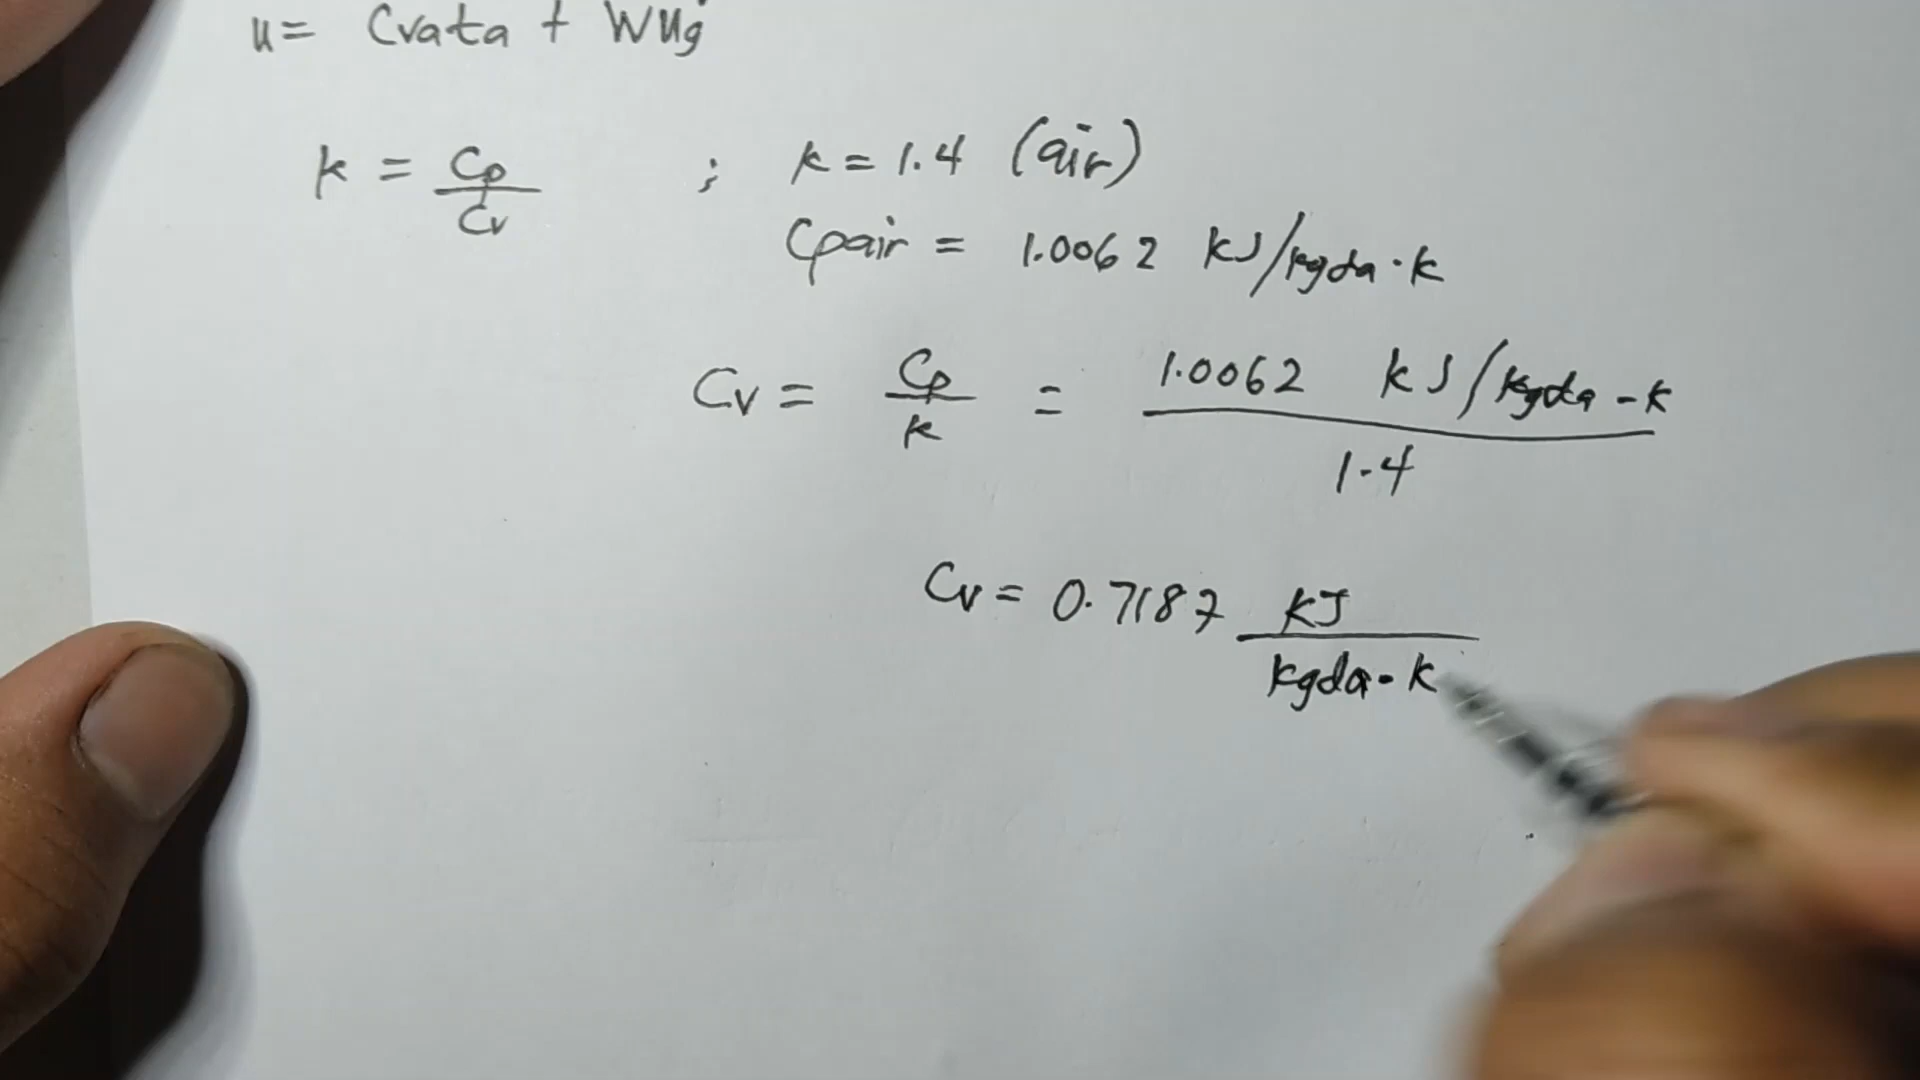 u = Cvata + Wug
k = Cp/Cv ; k = 1.4 (air)
Cpair = 1.0062 kJ/kgda·k
Cv = Cp/k = 1.0062 kJ/kgda-k / 1.4
Cv = 0.7187 kJ/kgda-k